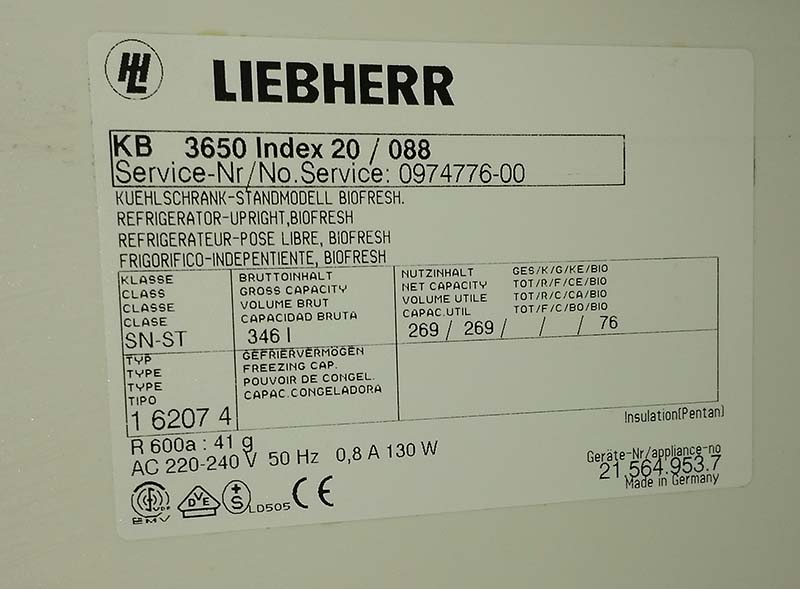 HLI LIEBHERR
KB 3650 Index 20 / 088
Service-Nr/No.Service: 0974776-00
KUEHLSCHRANK-STANDMODELL BIOFRESH.
REFRIGERATOR-UPRIGHT,BIOFRESH
REFRIGERATEUR-POSE LIBRE, BIOFRESH
FRIGORIFICO-INDEPENTIENTE, BIOFRESH
KLASSE
CLASS
CLASSE
CLASE
SN-ST
BRUTTOINHALT
GROSS CAPACITY
VOLUME BRUT
CAPACIDAD BRUTA
346 l
NUTZINHALT GES/K/G/KE/BIO
NET CAPACITY TOT/R/F/CE/BIO
VOLUME UTILE TOT/R/C/CA/BIO
CAPAC.UTIL TOT/F/C/BO/BIO
269 / 269 / / / 76
TYP
TYPE
TYPE
TIPO
1 6207 4
GEFRIERVERMÖGEN
FREEZING CAP.
POUVOIR DE CONGEL.
CAPAC.CONGELADORA
R 600a : 41 g
AC 220-240 V 50 Hz 0,8 A 130 W
Insulation(Pentan)
Geräte-Nr/appliance-no
21.564.953.7
Made in Germany
VDE
EMV
DVE
+S
LD505
CE